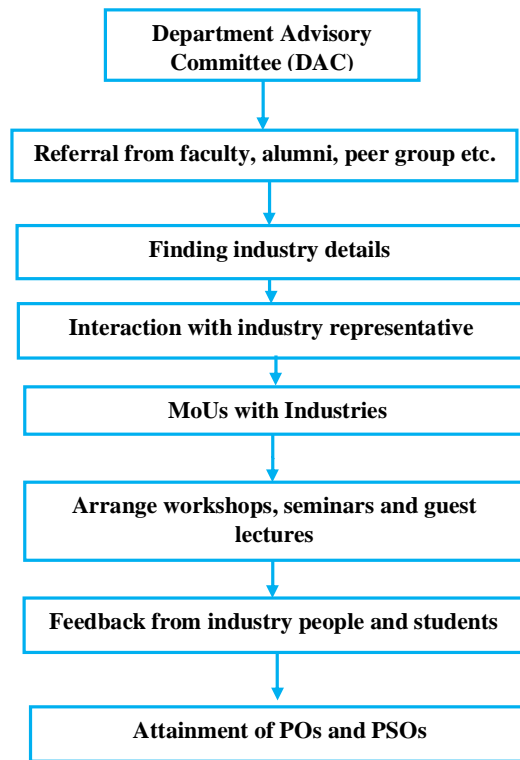 Department Advisory
Committee (DAC)
Referral from faculty, alumni, peer group etc.
Finding industry details
Interaction with industry representative
MoUs with Industries
Arrange workshops, seminars and guest
lectures
Feedback from industry people and students
Attainment of POs and PSOs